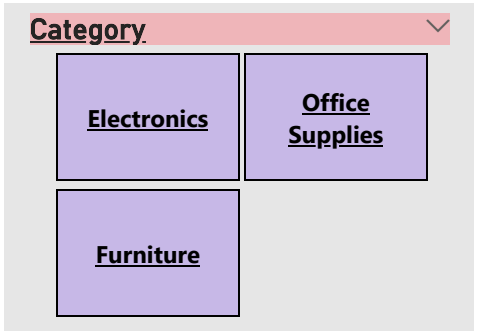 Category
Electronics
Office
Supplies
Furniture